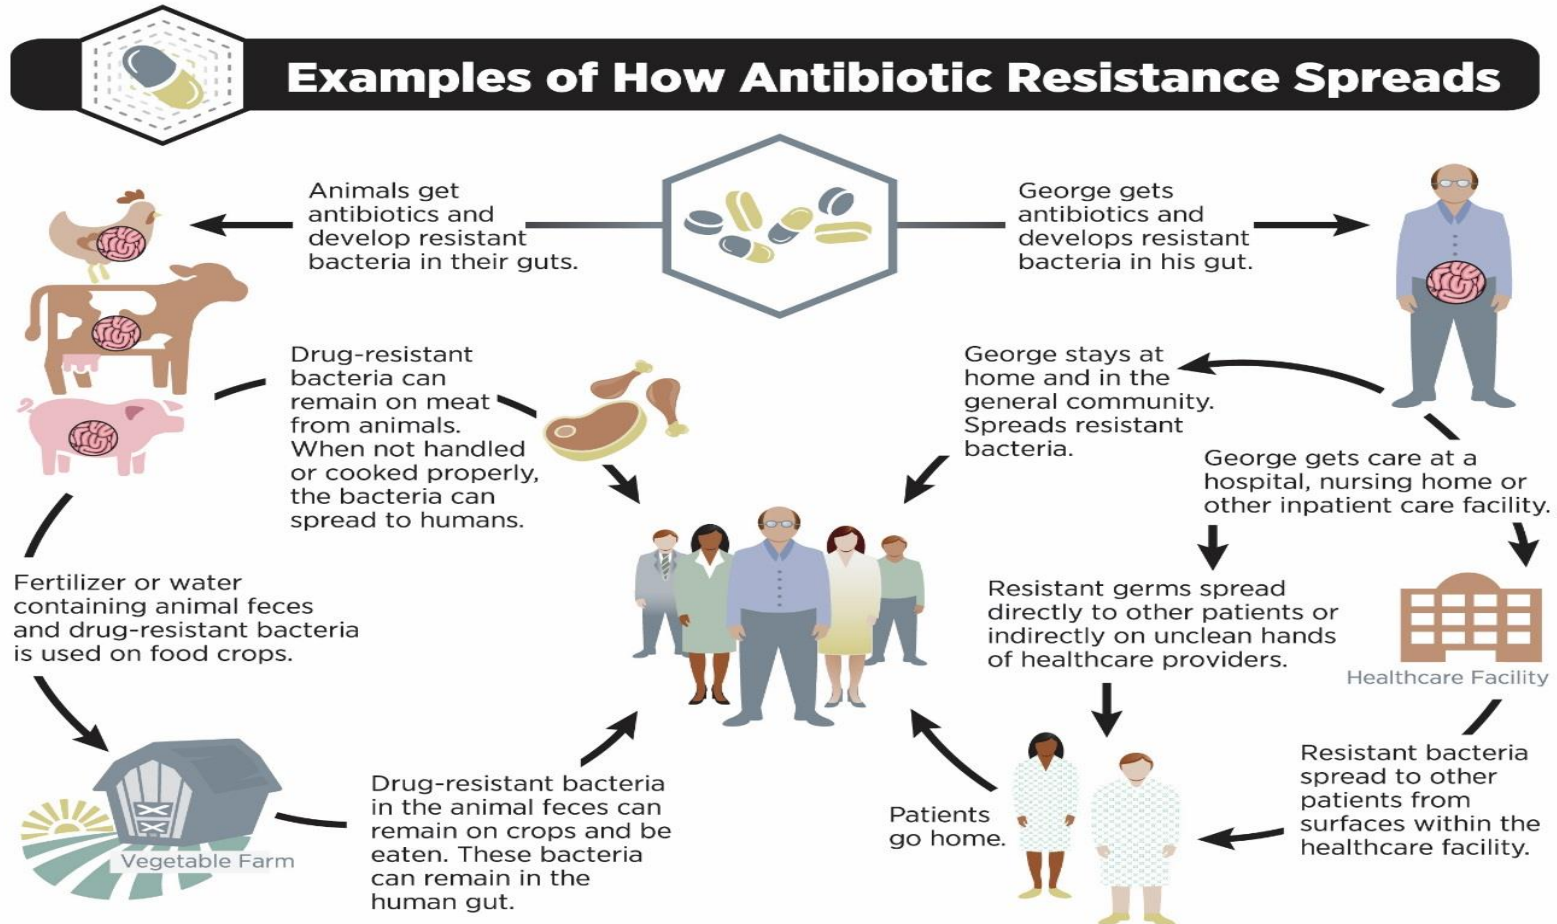 Examples of How Antibiotic Resistance Spreads
Animals get
antibiotics and
develop resistant
bacteria in their guts.
George gets
antibiotics and
develops resistant
bacteria in his gut.
Drug-resistant
bacteria can
remain on meat
from animals.
When not handled
or cooked properly,
the bacteria can
spread to humans.
George stays at
home and in the
general community.
Spreads resistant
bacteria.
George gets care at a
hospital, nursing home or
other inpatient care facility.
Fertilizer or water
containing animal feces
and drug-resistant bacteria
is used on food crops.
Resistant germs spread
directly to other patients or
indirectly on unclean hands
of healthcare providers.
Healthcare Facility
Vegetable Farm
Drug-resistant bacteria
in the animal feces can
remain on crops and be
eaten. These bacteria
can remain in the
human gut.
Patients
go home.
Resistant bacteria
spread to other
patients from
surfaces within the
healthcare facility.